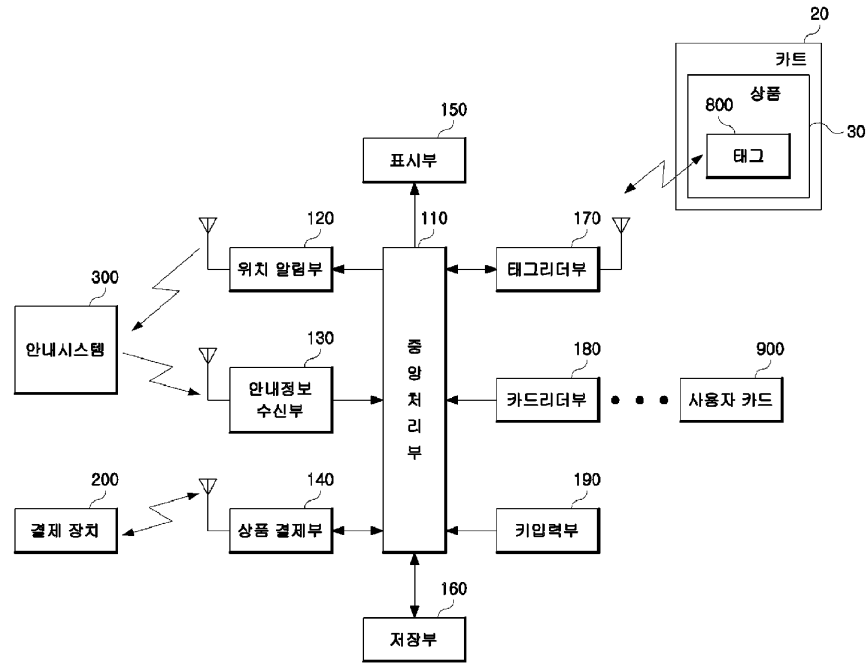 20
카트
상품
800
30
태그
150
표시부
120
110
170
위치 알림부
태그리더부
300
안내시스템
130
안내정보
수신부
중
앙
처
리
부
180
카드리더부
900
사용자 카드
200
결제 장치
140
상품 결제부
190
키입력부
160
저장부